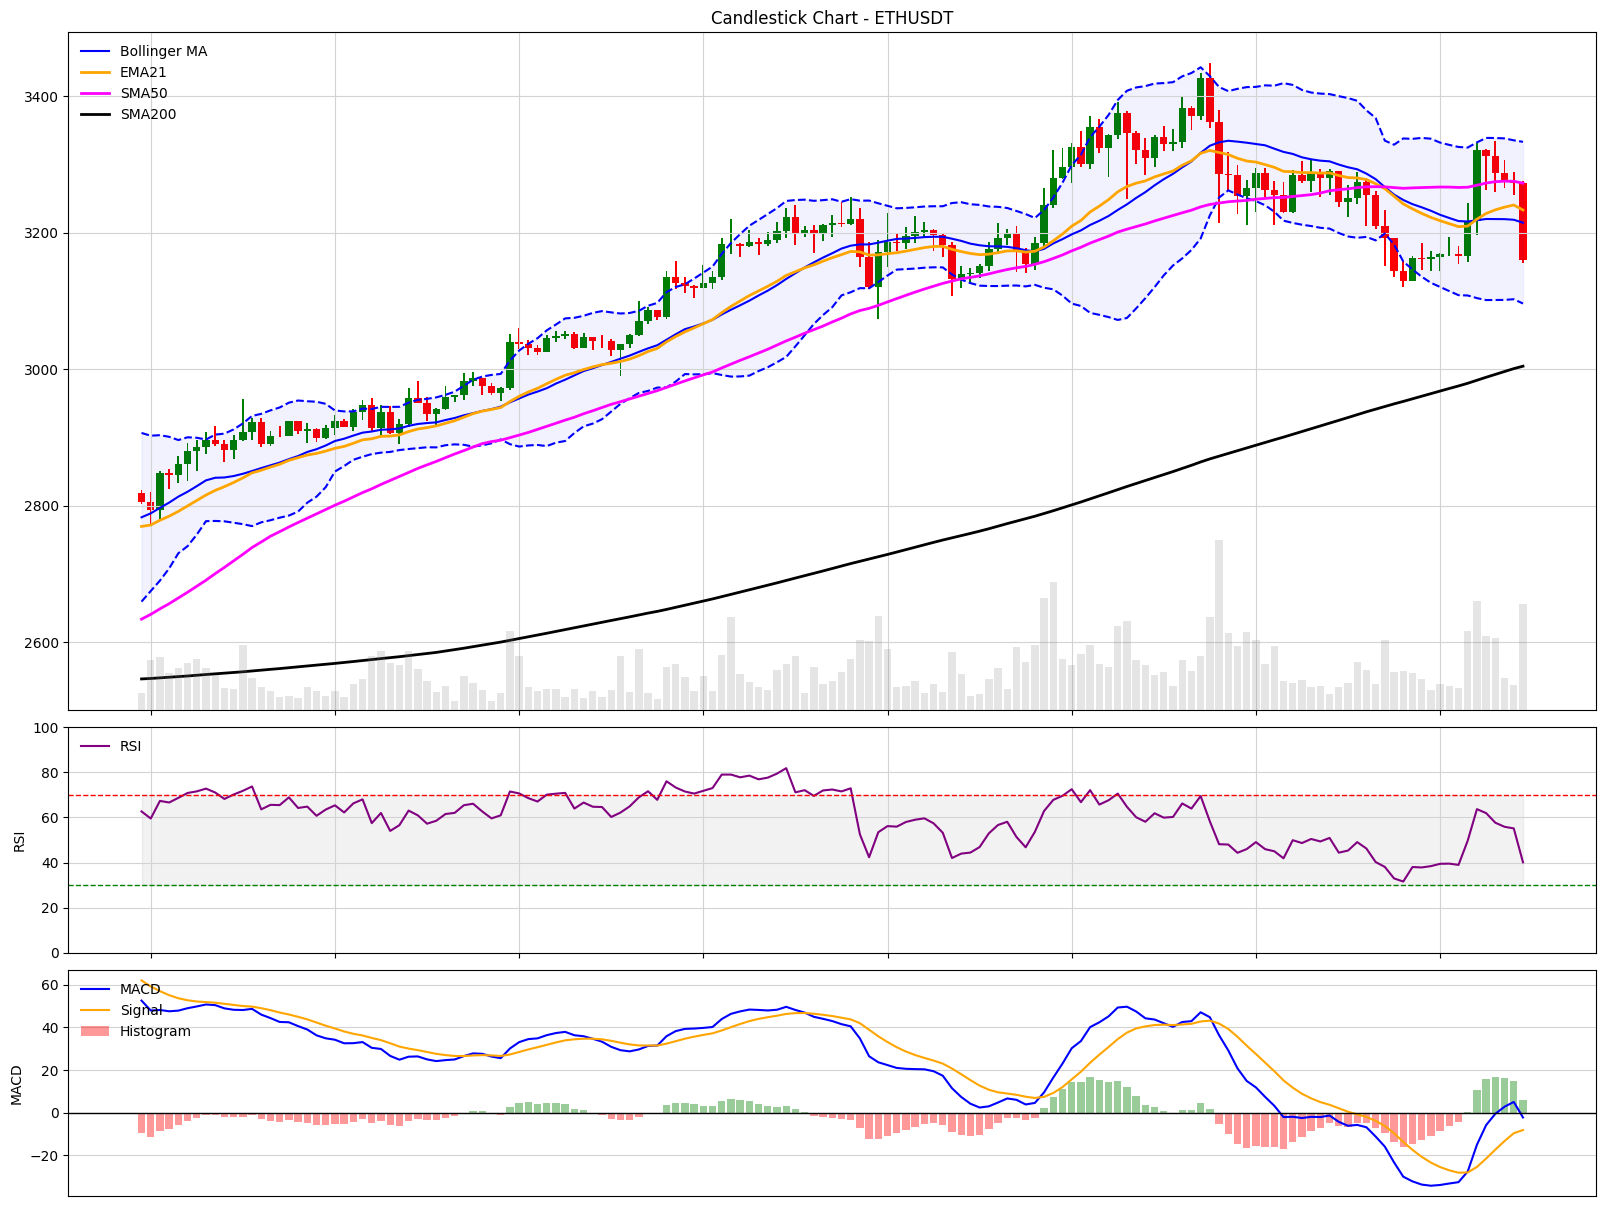 Candlestick Chart - ETHUSDT
Bollinger MA
EMA21
SMA50
SMA200
3400
3200
3000
2800
2600
RSI
100
80
60
40
20
0
RSI
MACD
Signal
Histogram
60
40
20
0
−20
MACD